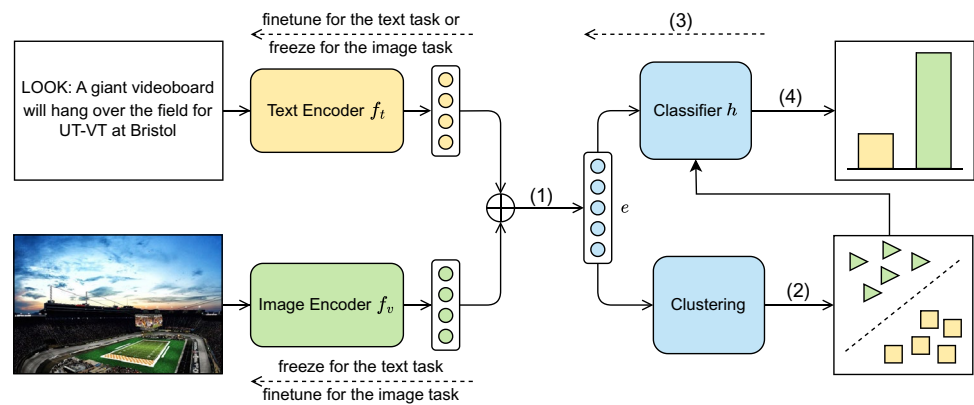 finetune for the text task or
freeze for the image task
(3)
LOOK: A giant videoboard
will hang over the field for
UT-VT at Bristol
Text Encoder f_t
Classifier h
(4)
(1)
e
Image Encoder f_v
Clustering
(2)
freeze for the text task
finetune for the image task